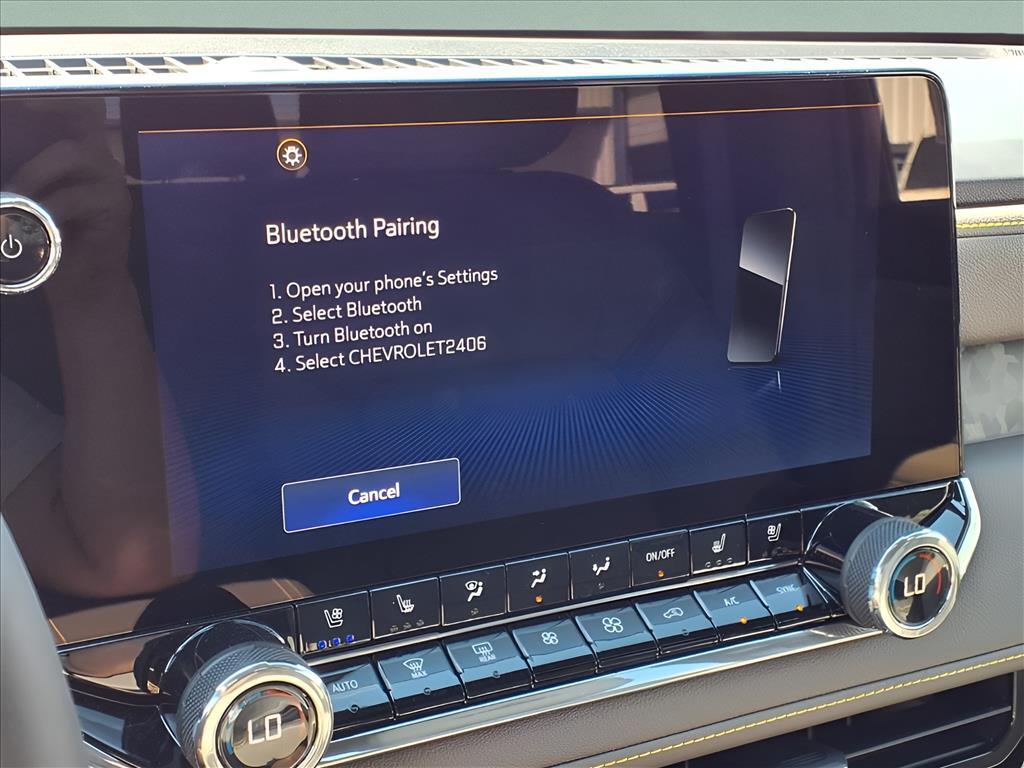 Bluetooth Pairing
1. Open your phone's Settings
2. Select Bluetooth
3. Turn Bluetooth on
4. Select CHEVROLET2406
Cancel
ON/OFF
LO
AUTO
MAX
REAR
A/C
SYNC
LO